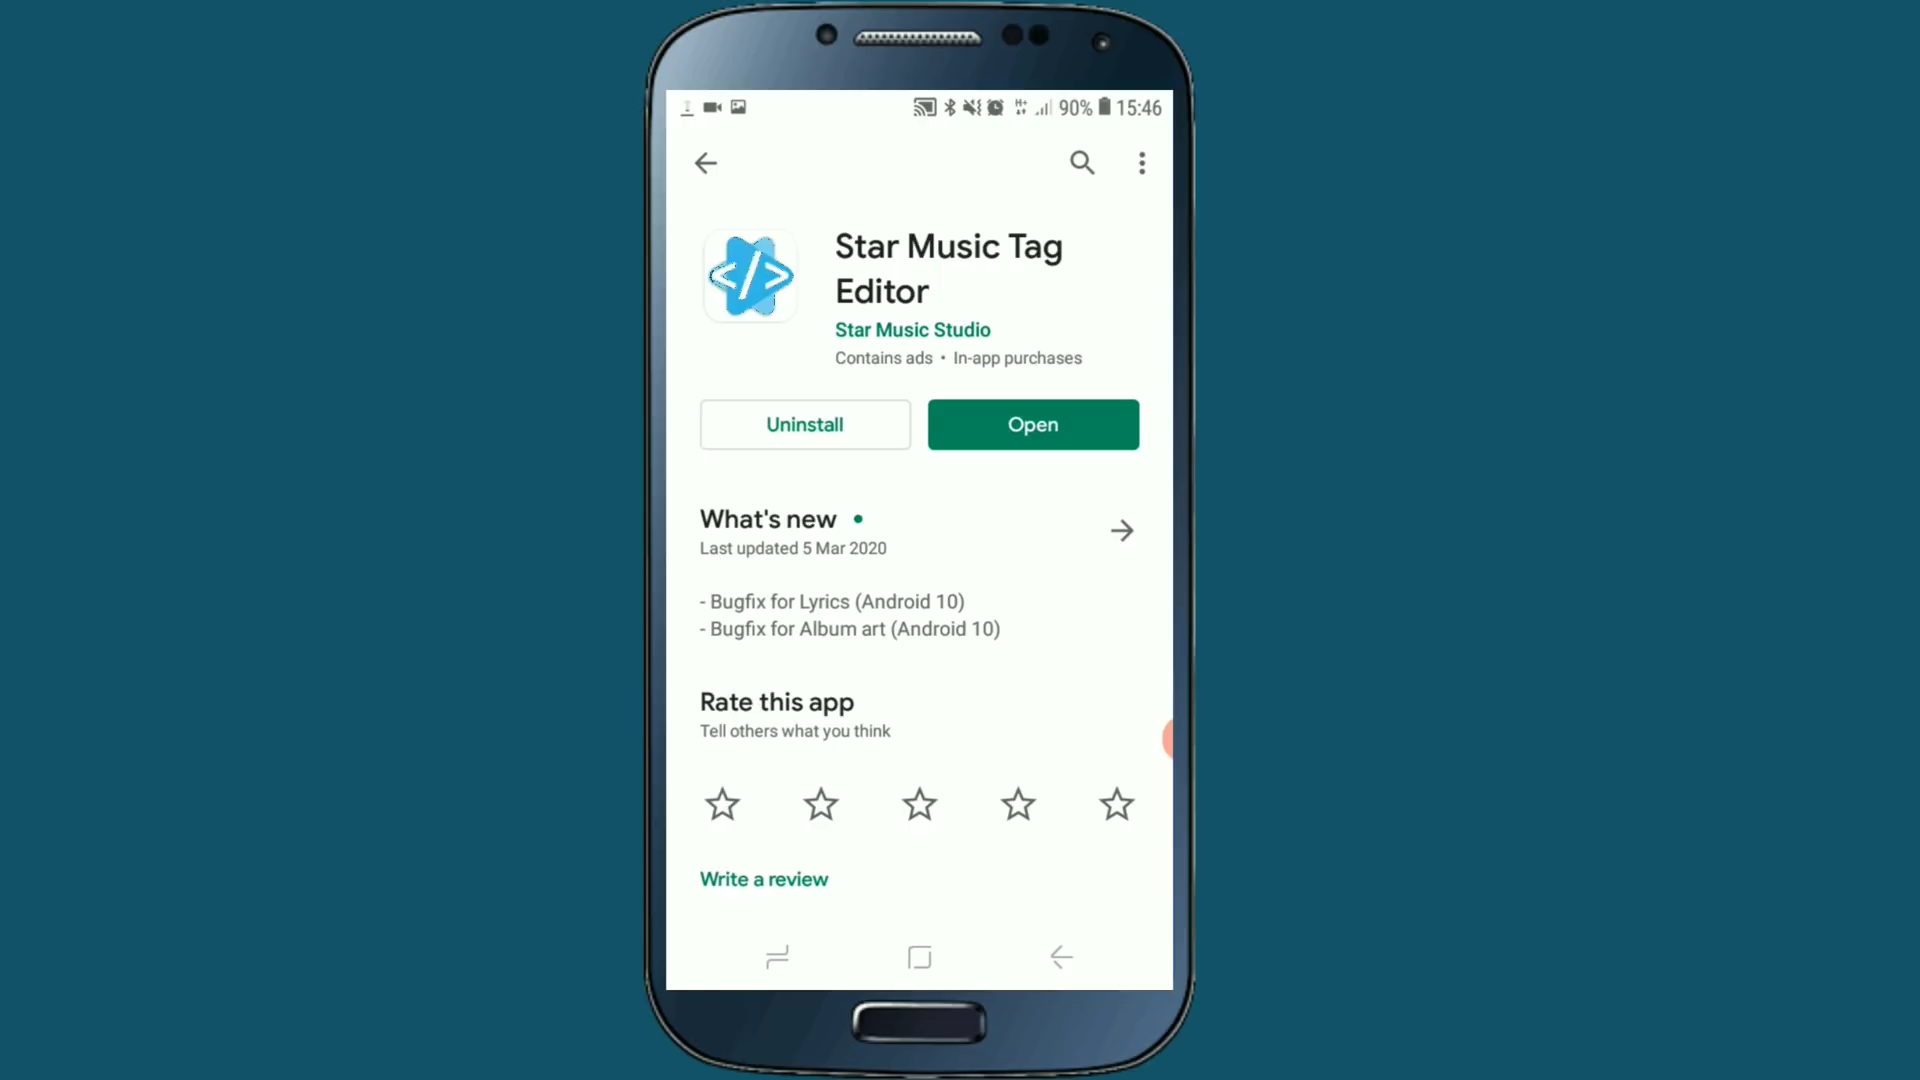 90% 15:46
Star Music Tag
Editor
Star Music Studio
Contains ads • In-app purchases
Uninstall
Open
What's new •
Last updated 5 Mar 2020
- Bugfix for Lyrics (Android 10)
- Bugfix for Album art (Android 10)
Rate this app
Tell others what you think
Write a review